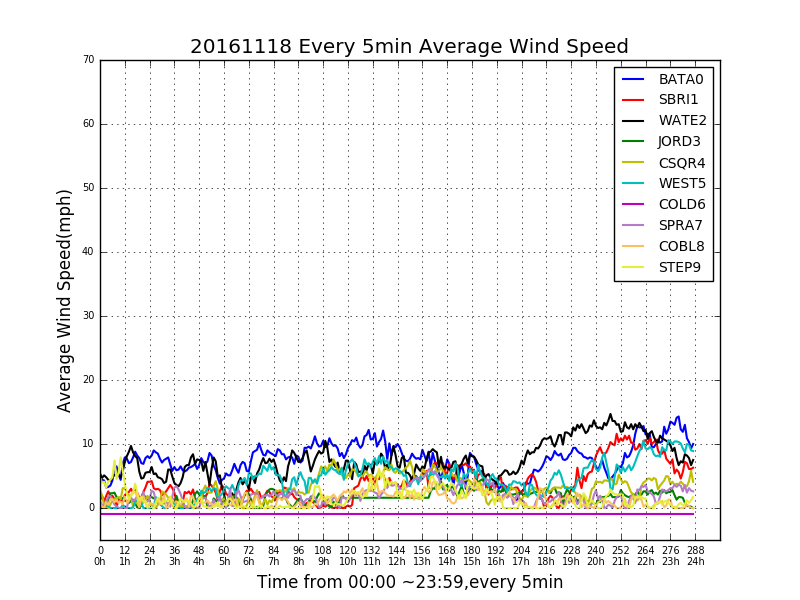 20161118 Every 5min Average Wind Speed
70
60
50
40
30
20
10
0
Average Wind Speed(mph)
BATA0
SBRI1
WATE2
JORD3
CSQR4
WEST5
COLD6
SPRA7
COBL8
STEP9
0 12 24 36 48 60 72 84 96 108 120 132 144 156 168 180 192 204 216 228 240 252 264 276 288
0h 1h 2h 3h 4h 5h 6h 7h 8h 9h 10h 11h 12h 13h 14h 15h 16h 17h 18h 19h 20h 21h 22h 23h 24h
Time from 00:00 ~23:59,every 5min